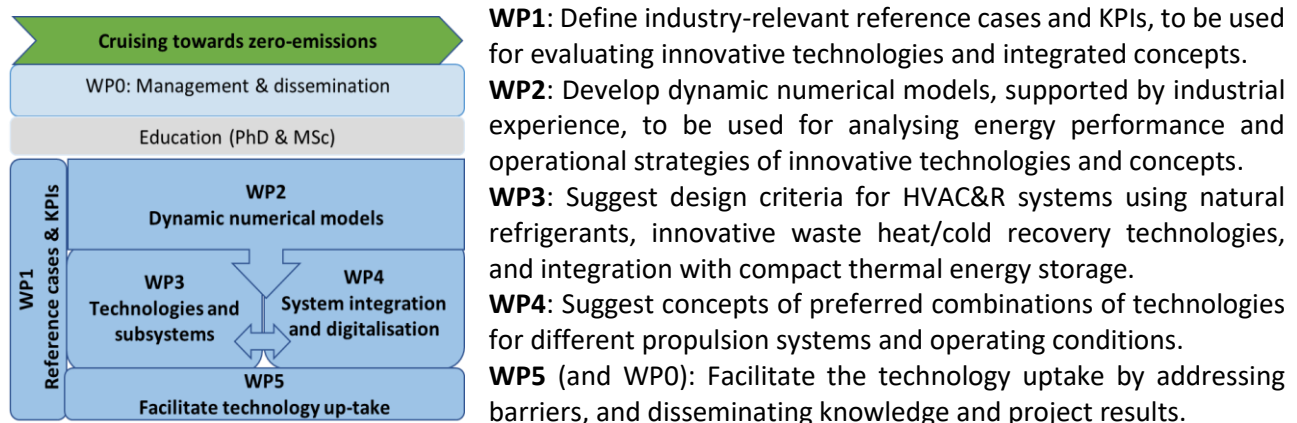 Cruising towards zero-emissions
WP0: Management & dissemination
Education (PhD & MSc)
WP1
Reference cases & KPIs
WP2
Dynamic numerical models
WP3
Technologies and
subsystems
WP4
System integration
and digitalisation
WP5
Facilitate technology up-take
WP1: Define industry-relevant reference cases and KPIs, to be used
for evaluating innovative technologies and integrated concepts.
WP2: Develop dynamic numerical models, supported by industrial
experience, to be used for analysing energy performance and
operational strategies of innovative technologies and concepts.
WP3: Suggest design criteria for HVAC&R systems using natural
refrigerants, innovative waste heat/cold recovery technologies,
and integration with compact thermal energy storage.
WP4: Suggest concepts of preferred combinations of technologies
for different propulsion systems and operating conditions.
WP5 (and WP0): Facilitate the technology uptake by addressing
barriers, and disseminating knowledge and project results.